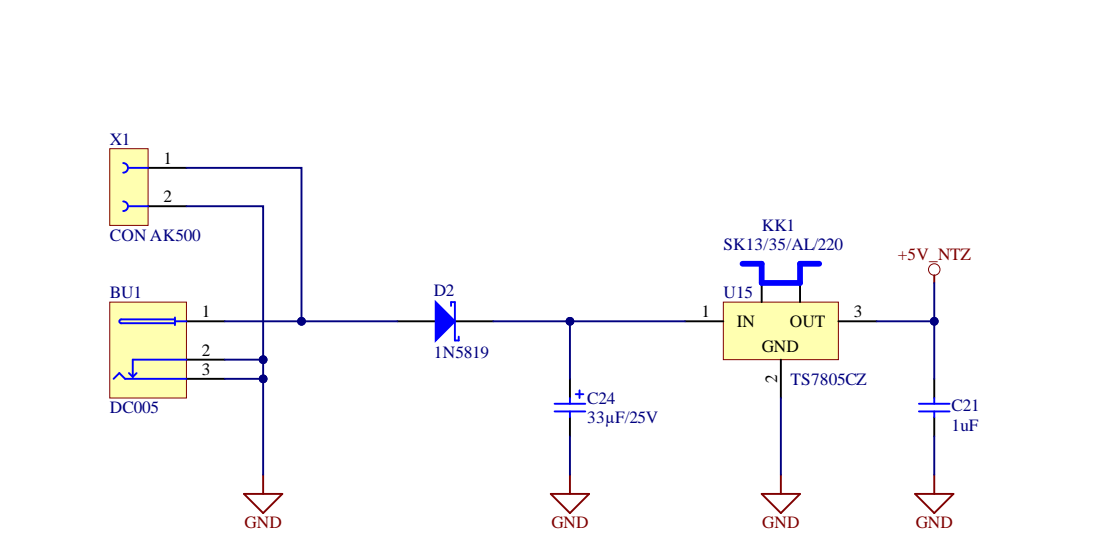 X1
1
2
CON AK500
KK1
SK13/35/AL/220
+5V_NTZ
BU1
1
2
3
DC005
D2
1N5819
U15
1
IN
OUT
3
GND
2
TS7805CZ
C24
33µF/25V
+
C21
1uF
GND
GND
GND
GND